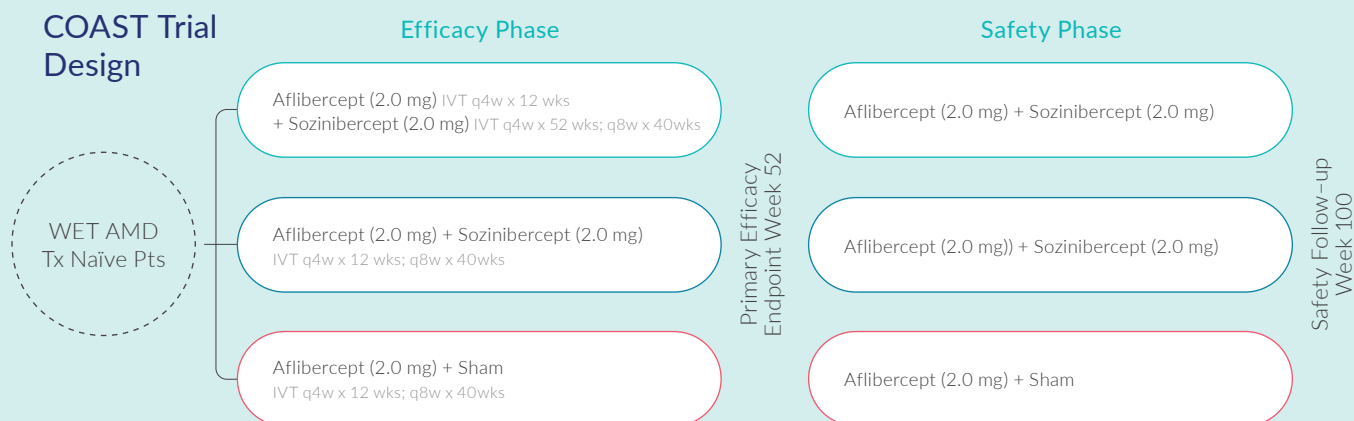 COAST Trial
Design
Efficacy Phase
Safety Phase
WET AMD
Tx Naïve Pts
Aflibercept (2.0 mg) IVT q4w x 12 wks
+ Sozinibercept (2.0 mg) IVT q4w x 52 wks; q8w x 40wks
Aflibercept (2.0 mg) + Sozinibercept (2.0 mg)
IVT q4w x 12 wks; q8w x 40wks
Aflibercept (2.0 mg) + Sham
IVT q4w x 12 wks; q8w x 40wks
Primary Efficacy
Endpoint Week 52
Aflibercept (2.0 mg) + Sozinibercept (2.0 mg)
Aflibercept (2.0 mg)) + Sozinibercept (2.0 mg)
Aflibercept (2.0 mg) + Sham
Safety Follow-up
Week 100